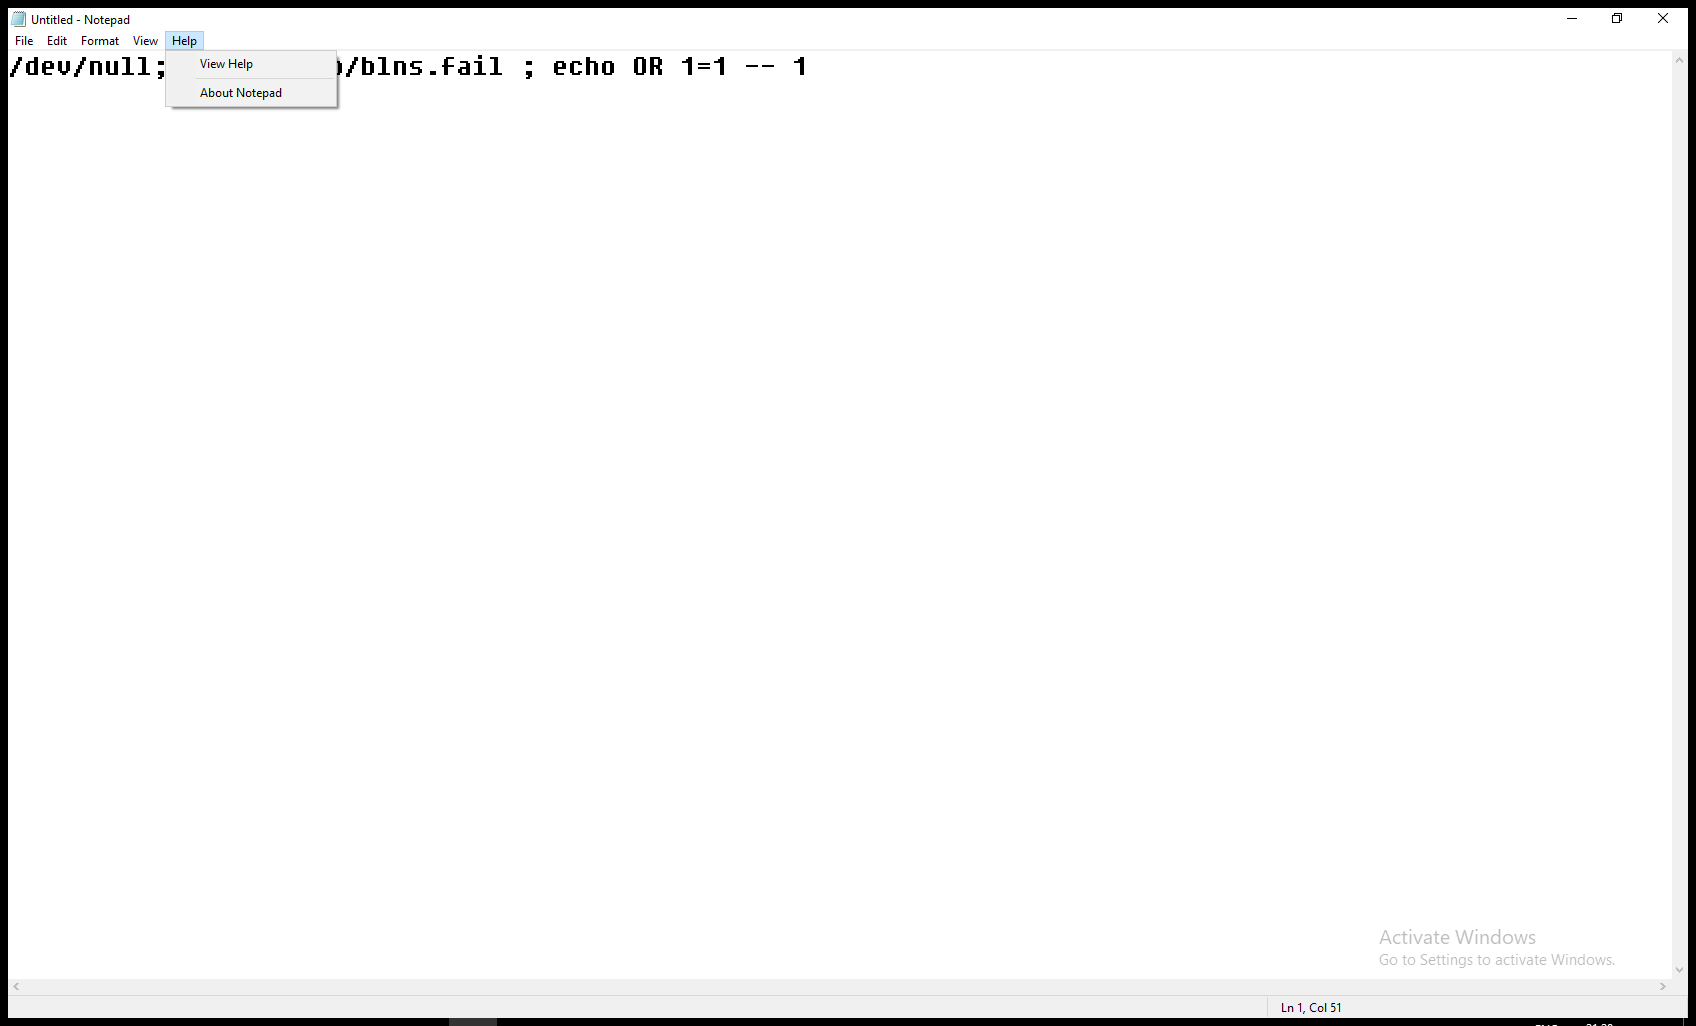 Untitled - Notepad
File Edit Format View Help
/dev/null; /blns.fail ; echo OR 1=1 -- 1
View Help
About Notepad
Activate Windows
Go to Settings to activate Windows.
Ln 1, Col 51